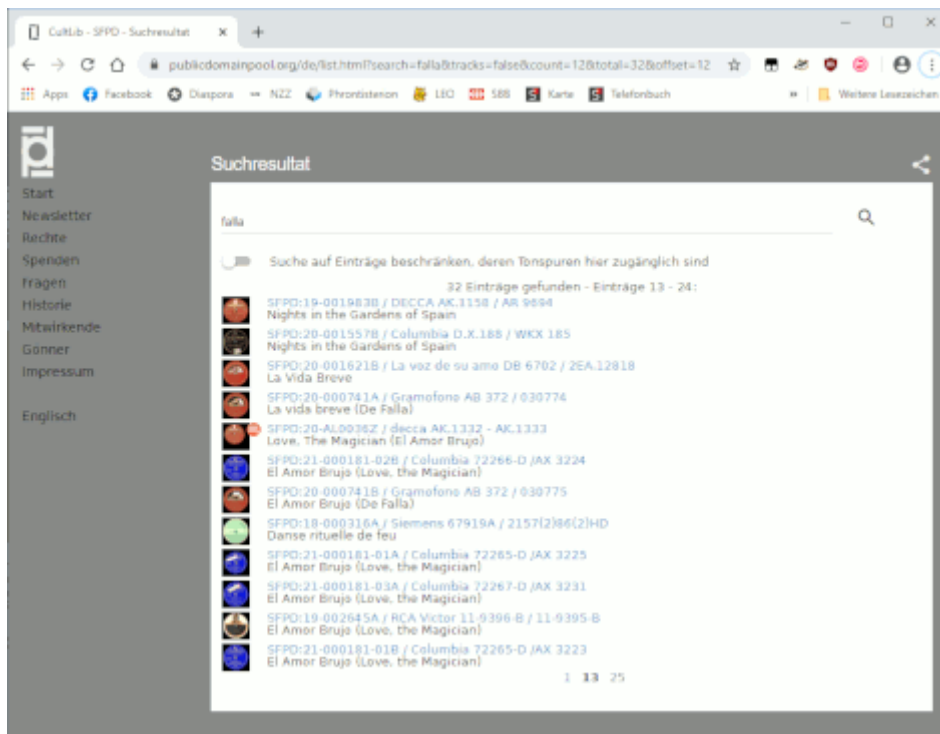 CultLib - SFPD - Suchresultat
publicdomainpool.org/de/list.html?search=falla&tracks=false&count=12&total=32&offset=12
Apps Facebook Diaspora NZZ Phrontistenon LEO SBB Karte Telefonbuch » Weitere Lesezeichen
Suchresultat
Start
Newsletter
Rechte
Spenden
Fragen
Historie
Mitwirkende
Gönner
Impressum
Englisch
falla
Suche auf Einträge beschränken, deren Tonspuren hier zugänglich sind
32 Einträge gefunden - Einträge 13 - 24:
SFPD:19-001983B / DECCA AK.1158 / AR 9694
Nights in the Gardens of Spain
SFPD:20-001557B / Columbia D.X.188 / WKX 185
Nights in the Gardens of Spain
SFPD:20-001621B / La voz de su amo DB 6702 / 2EA.12818
La Vida Breve
SFPD:20-000741A / Gramofono AB 372 / 030774
La vida breve (De Falla)
SFPD:20-AL0036Z / decca AK.1332 - AK.1333
Love, The Magician (El Amor Brujo)
SFPD:21-000181-02B / Columbia 72266-D /AX 3224
El Amor Brujo (Love, the Magician)
SFPD:20-000741B / Gramofono AB 372 / 030775
El Amor Brujo (De Falla)
SFPD:18-000316A / Siemens 67919A / 2157(2)86(2)HD
Danse rituelle de feu
SFPD:21-000181-01A / Columbia 72265-D /AX 3225
El Amor Brujo (Love, the Magician)
SFPD:21-000181-03A / Columbia 72267-D /AX 3231
El Amor Brujo (Love, the Magician)
SFPD:19-002645A / RCA Victor 11-9396-B / 11-9395-B
El Amor Brujo (Love, the Magician)
SFPD:21-000181-01B / Columbia 72265-D /AX 3223
El Amor Brujo (Love, the Magician)
1 13 25